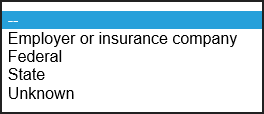 --
Employer or insurance company
Federal
State
Unknown